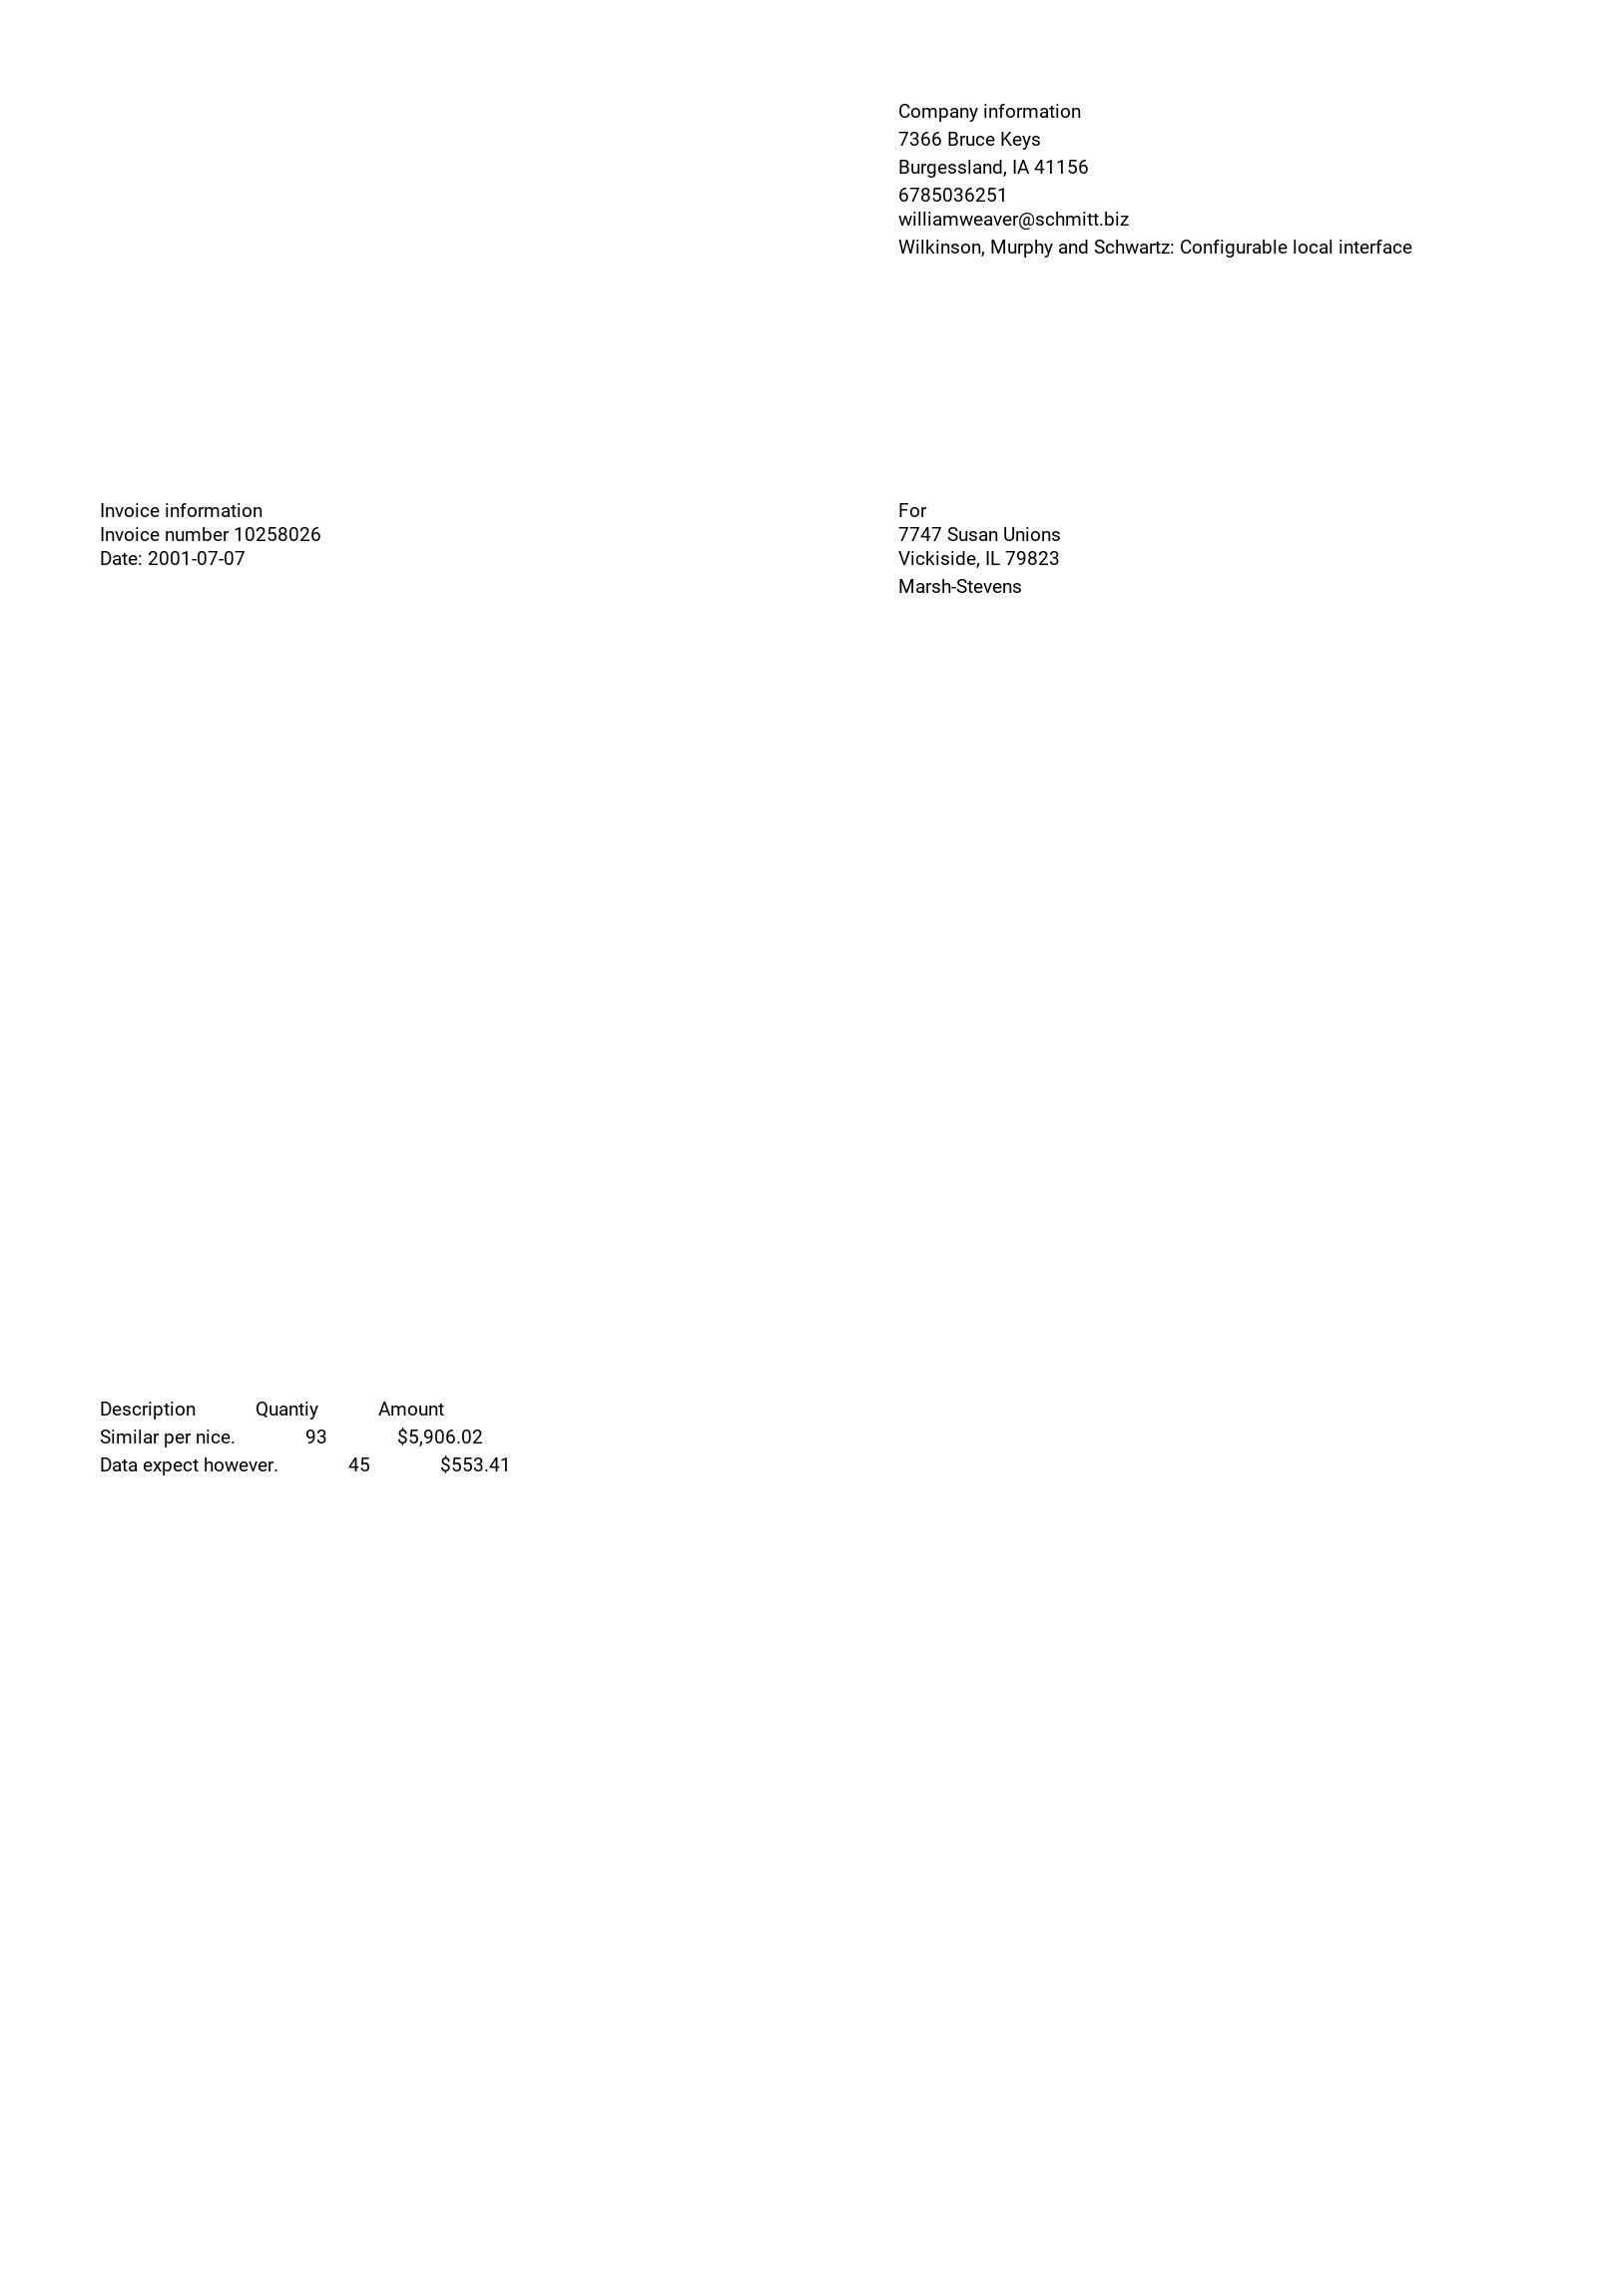 Company information
7366 Bruce Keys
Burgessland, IA 41156
6785036251
williamweaver@schmitt.biz
Wilkinson, Murphy and Schwartz: Configurable local interface
Invoice information
Invoice number 10258026
Date: 2001-07-07
For
7747 Susan Unions
Vickiside, IL 79823
Marsh-Stevens
Description Quantiy Amount
Similar per nice. 93 $5,906.02
Data expect however. 45 $553.41